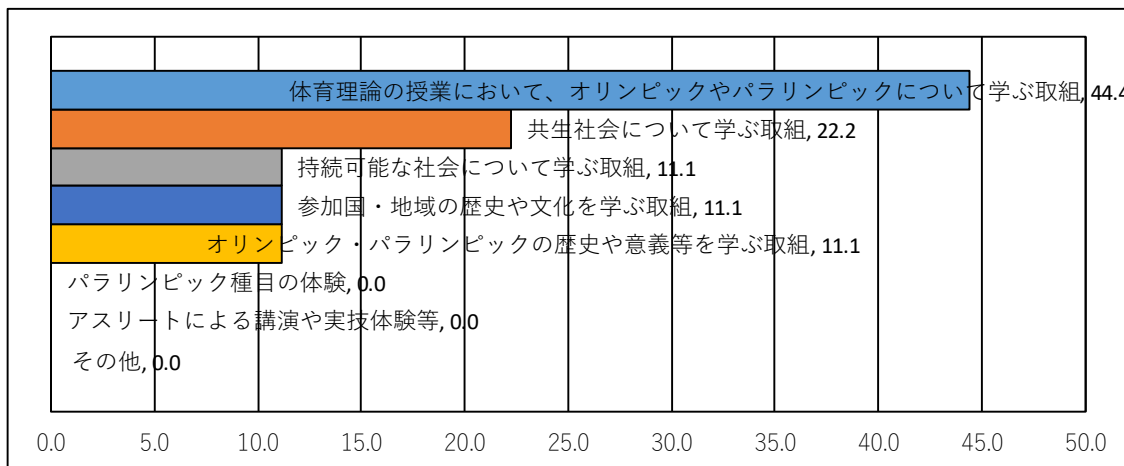 体育理論の授業において、オリンピックやパラリンピックについて学ぶ取組, 44.4
共生社会について学ぶ取組, 22.2
持続可能な社会について学ぶ取組, 11.1
参加国・地域の歴史や文化を学ぶ取組, 11.1
オリンピック・パラリンピックの歴史や意義等を学ぶ取組, 11.1
パラリンピック種目の体験, 0.0
アスリートによる講演や実技体験等, 0.0
その他, 0.0
0.0 5.0 10.0 15.0 20.0 25.0 30.0 35.0 40.0 45.0 50.0